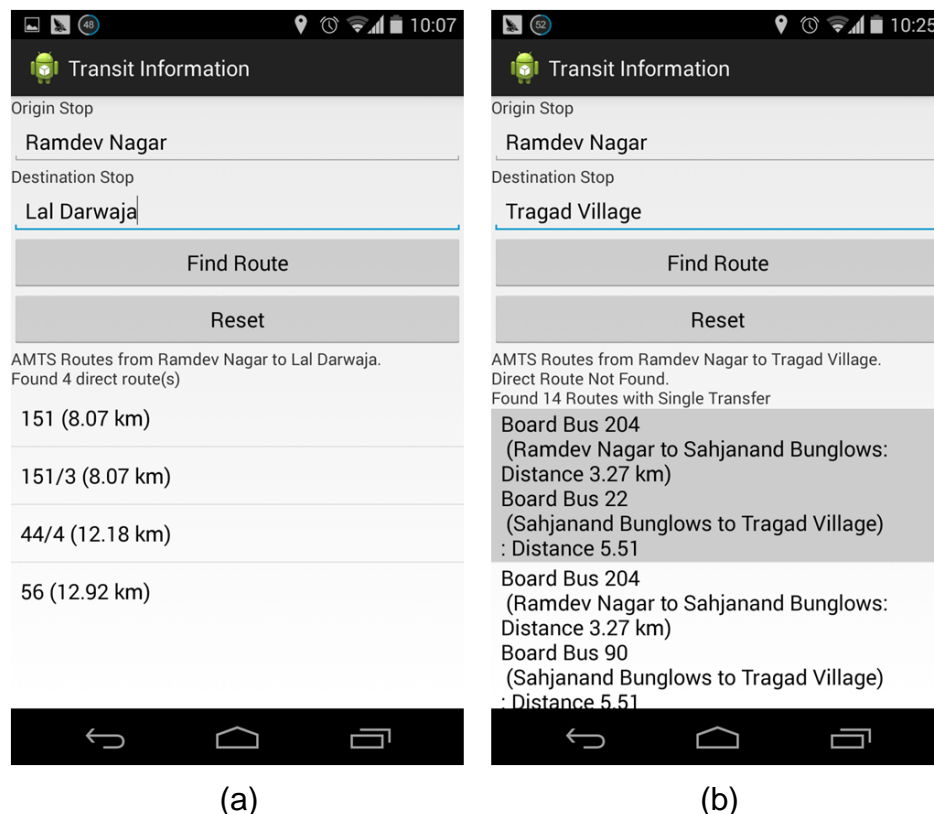 48
10:07
Transit Information
Origin Stop
Ramdev Nagar
Destination Stop
Lal Darwaja
Find Route
Reset
AMTS Routes from Ramdev Nagar to Lal Darwaja.
Found 4 direct route(s)
151 (8.07 km)
151/3 (8.07 km)
44/4 (12.18 km)
56 (12.92 km)
(a)
52
10:25
Transit Information
Origin Stop
Ramdev Nagar
Destination Stop
Tragad Village
Find Route
Reset
AMTS Routes from Ramdev Nagar to Tragad Village.
Direct Route Not Found.
Found 14 Routes with Single Transfer
Board Bus 204
(Ramdev Nagar to Sahjanand Bunglows:
Distance 3.27 km)
Board Bus 22
(Sahjanand Bunglows to Tragad Village)
: Distance 5.51
Board Bus 204
(Ramdev Nagar to Sahjanand Bunglows:
Distance 3.27 km)
Board Bus 90
(Sahjanand Bunglows to Tragad Village)
: Distance 5.51
(b)